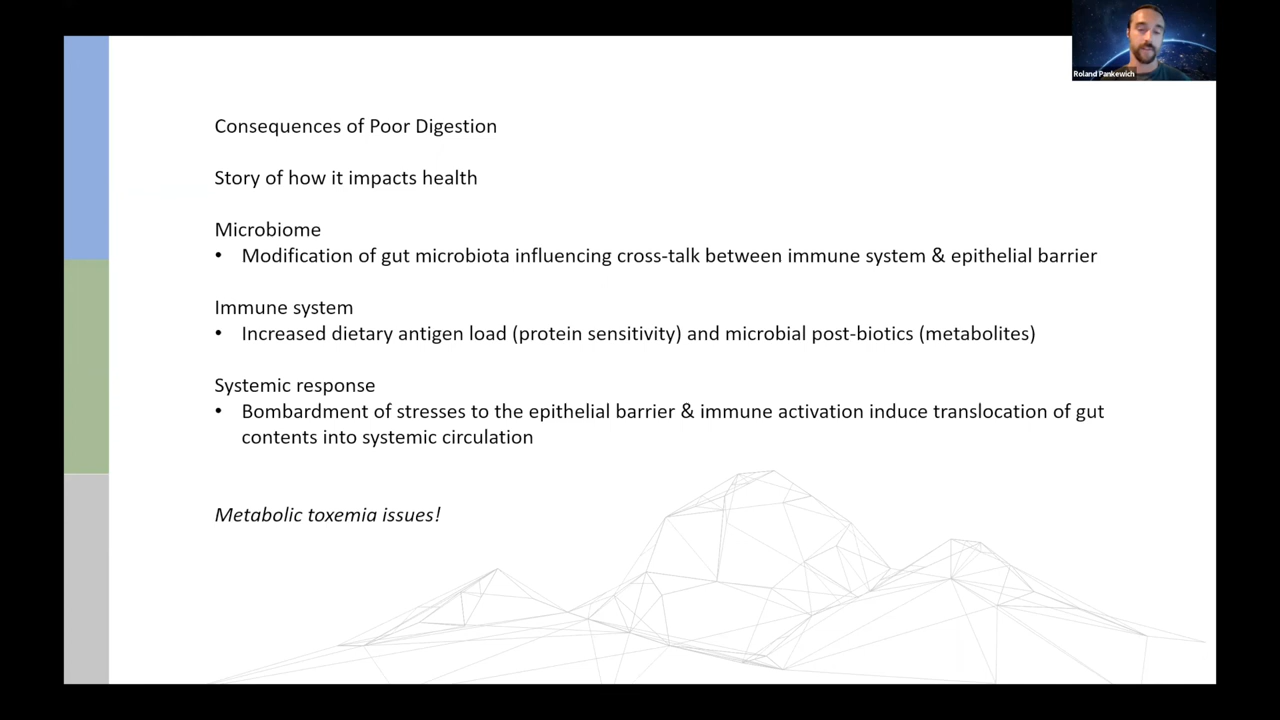 Roland Pankewich
Consequences of Poor Digestion
Story of how it impacts health
Microbiome
• Modification of gut microbiota influencing cross-talk between immune system & epithelial barrier
Immune system
• Increased dietary antigen load (protein sensitivity) and microbial post-biotics (metabolites)
Systemic response
• Bombardment of stresses to the epithelial barrier & immune activation induce translocation of gut
contents into systemic circulation
Metabolic toxemia issues!